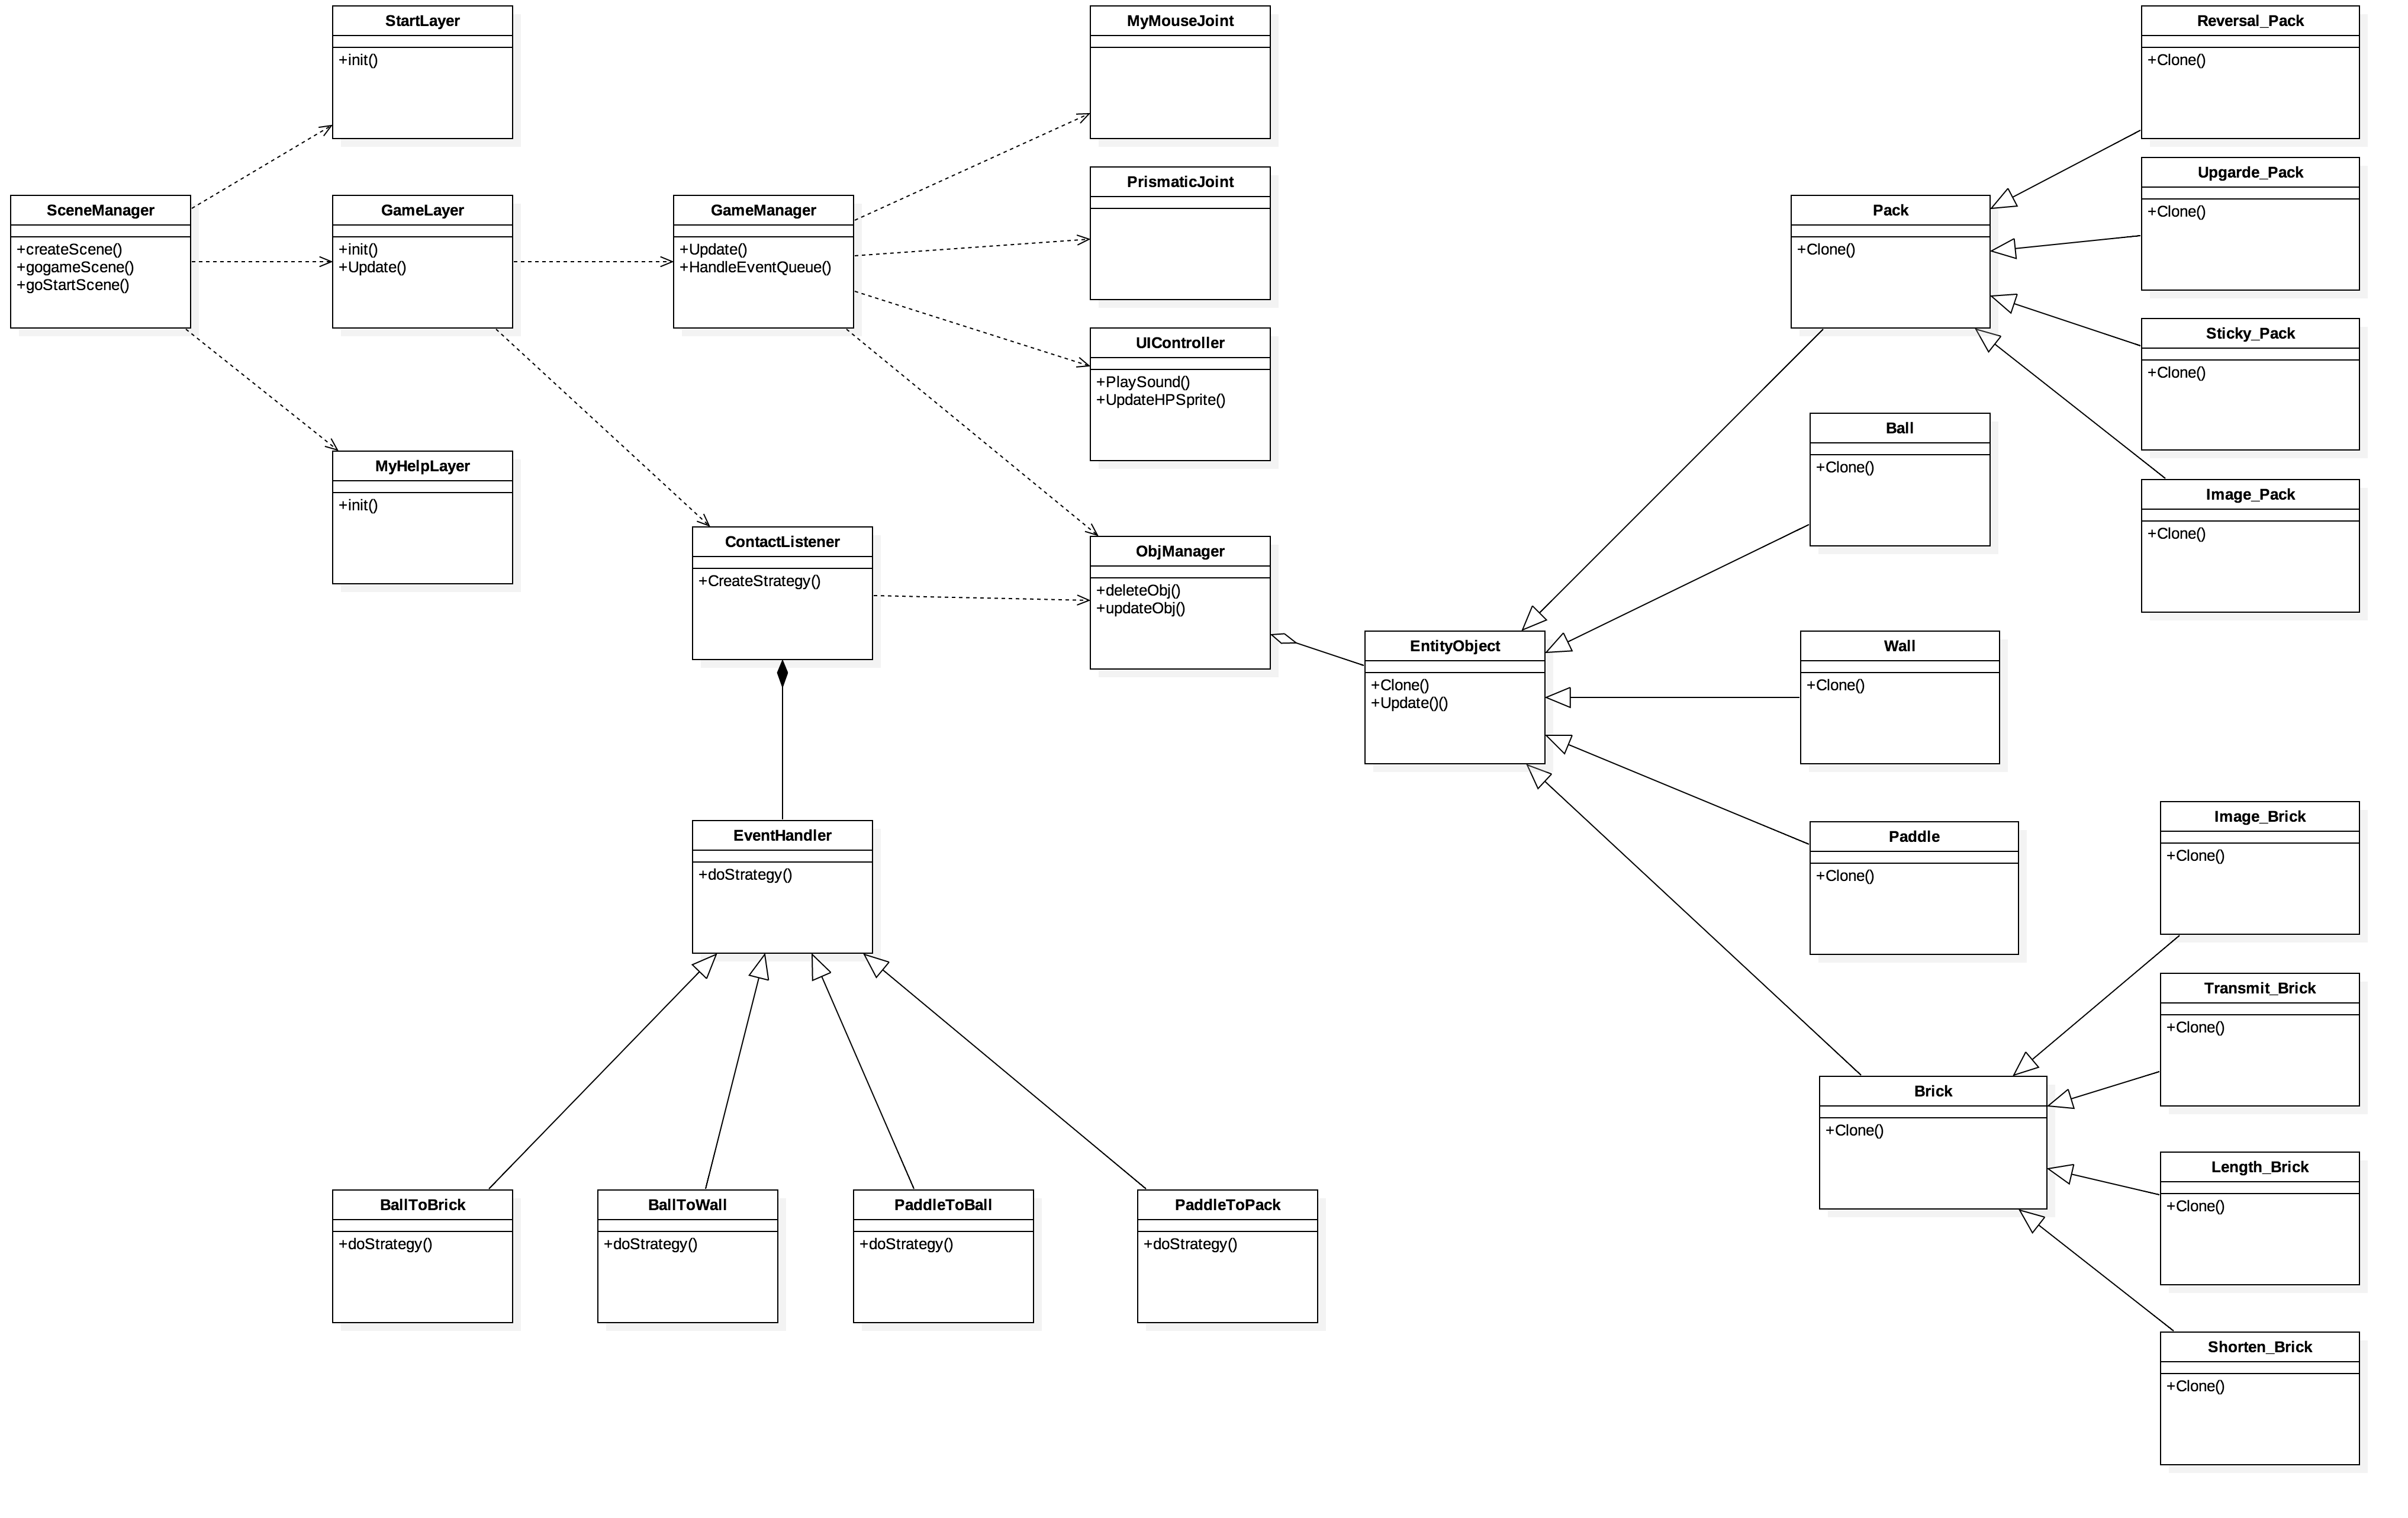 StartLayer
+init()
MyMouseJoint
Reversal_Pack
+Clone()
PrismaticJoint
Upgarde_Pack
+Clone()
SceneManager
+createScene()
+gogameScene()
+goStartScene()
GameLayer
+init()
+Update()
GameManager
+Update()
+HandleEventQueue()
Pack
+Clone()
UIController
+PlaySound()
+UpdateHPSprite()
Sticky_Pack
+Clone()
Ball
+Clone()
MyHelpLayer
+init()
Image_Pack
+Clone()
ContactListener
+CreateStrategy()
ObjManager
+deleteObj()
+updateObj()
EntityObject
+Clone()
+Update()()
Wall
+Clone()
Image_Brick
+Clone()
EventHandler
+doStrategy()
Paddle
+Clone()
Transmit_Brick
+Clone()
Brick
+Clone()
Length_Brick
+Clone()
BallToBrick
+doStrategy()
BallToWall
+doStrategy()
PaddleToBall
+doStrategy()
PaddleToPack
+doStrategy()
Shorten_Brick
+Clone()